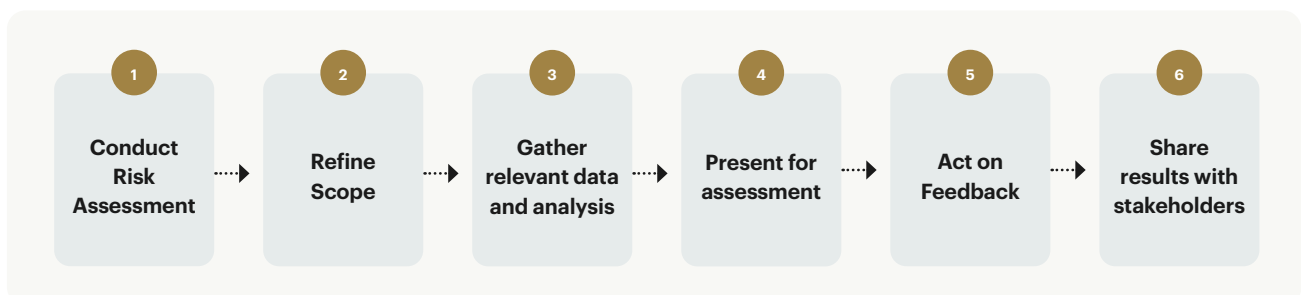 1
Conduct
Risk
Assessment
2
Refine
Scope
3
Gather
relevant data
and analysis
4
Present for
assessment
5
Act on
Feedback
6
Share
results with
stakeholders